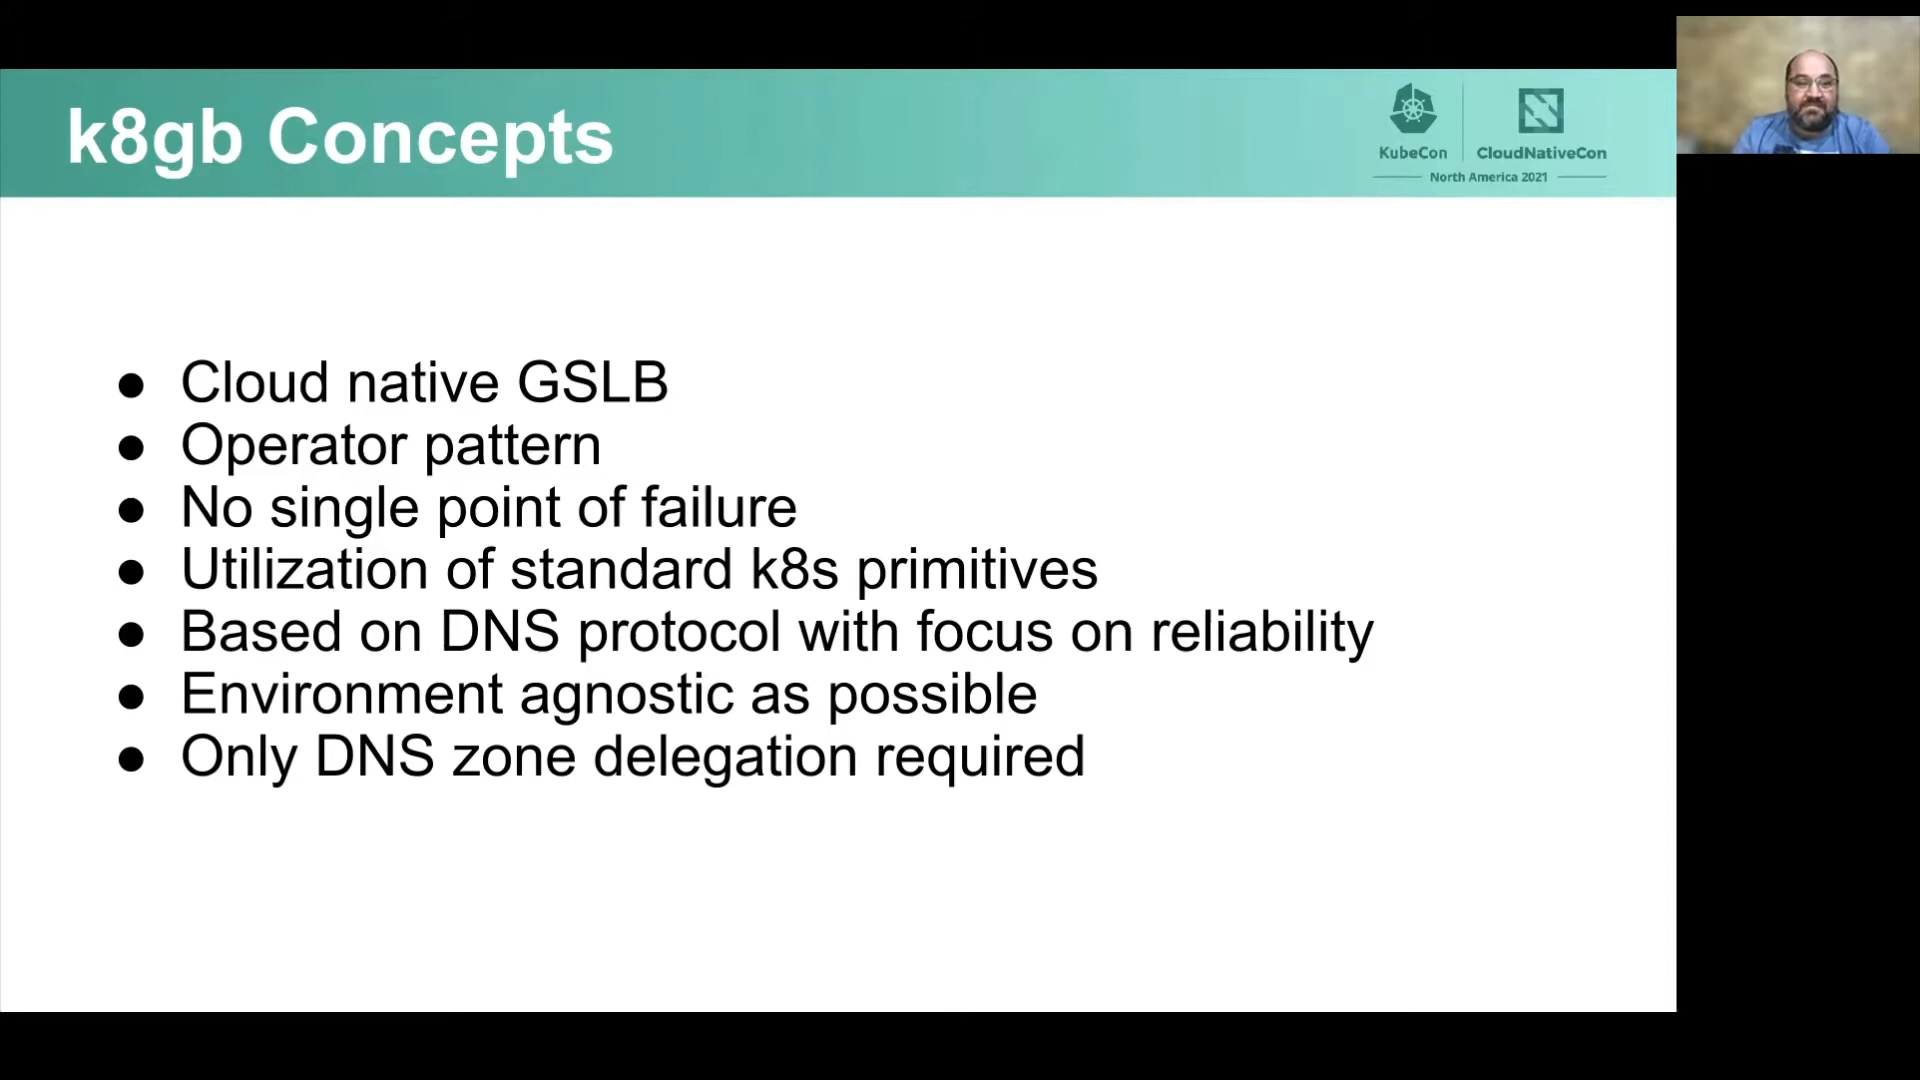 k8gb Concepts
KubeCon
CloudNativeCon
North America 2021
● Cloud native GSLB
● Operator pattern
● No single point of failure
● Utilization of standard k8s primitives
● Based on DNS protocol with focus on reliability
● Environment agnostic as possible
● Only DNS zone delegation required